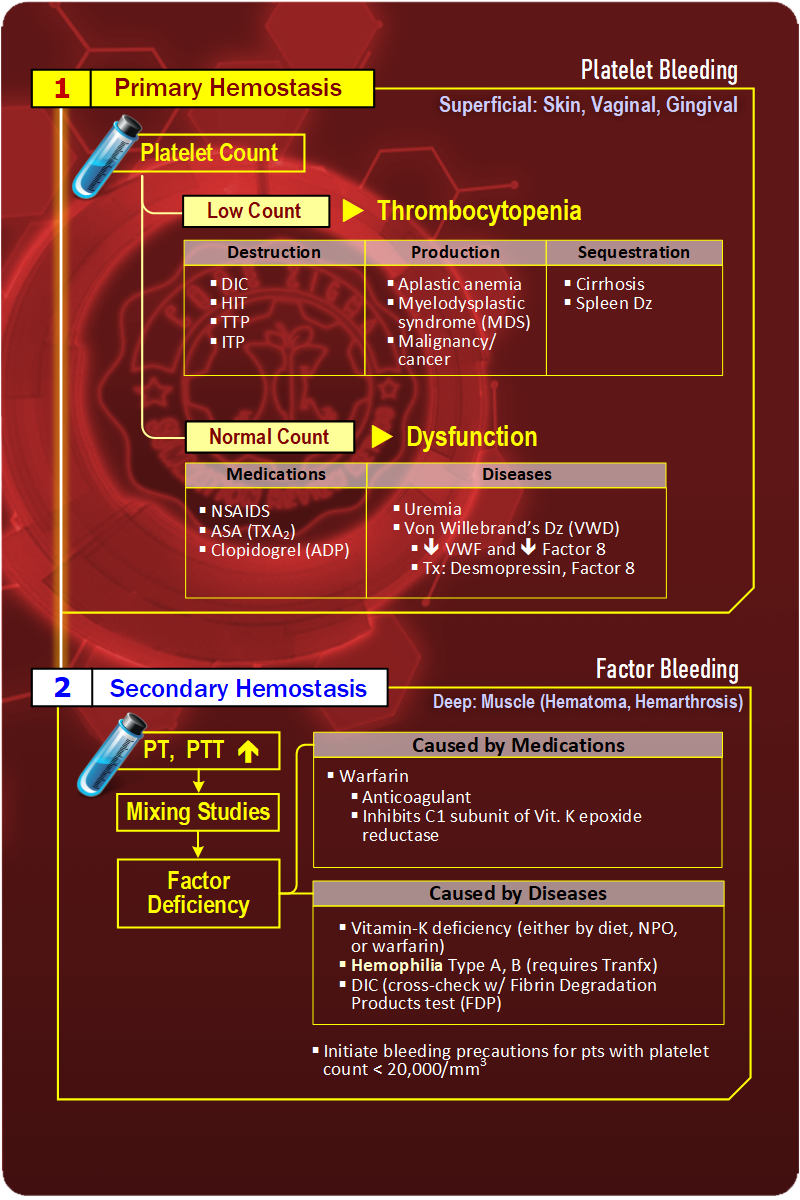 Platelet Bleeding
1 Primary Hemostasis
Superficial: Skin, Vaginal, Gingival
Platelet Count
Low Count ▶ Thrombocytopenia
Destruction Production Sequestration
▪ DIC
▪ HIT
▪ TTP
▪ ITP
▪ Aplastic anemia
▪ Myelodysplastic
syndrome (MDS)
▪ Malignancy/
cancer
▪ Cirrhosis
▪ Spleen Dz
Normal Count ▶ Dysfunction
Medications Diseases
▪ NSAIDS
▪ ASA (TXA₂)
▪ Clopidogrel (ADP)
▪ Uremia
▪ Von Willebrand's Dz (VWD)
▪ 🡻 VWF and 🡻 Factor 8
▪ Tx: Desmopressin, Factor 8
Factor Bleeding
2 Secondary Hemostasis
Deep: Muscle (Hematoma, Hemarthrosis)
PT, PTT 🡹
Mixing Studies
Factor
Deficiency
Caused by Medications
▪ Warfarin
▪ Anticoagulant
▪ Inhibits C1 subunit of Vit. K epoxide
reductase
Caused by Diseases
▪ Vitamin-K deficiency (either by diet, NPO,
or warfarin)
▪ Hemophilia Type A, B (requires Tranfx)
▪ DIC (cross-check w/ Fibrin Degradation
Products test (FDP)
▪ Initiate bleeding precautions for pts with platelet
count < 20,000/mm³